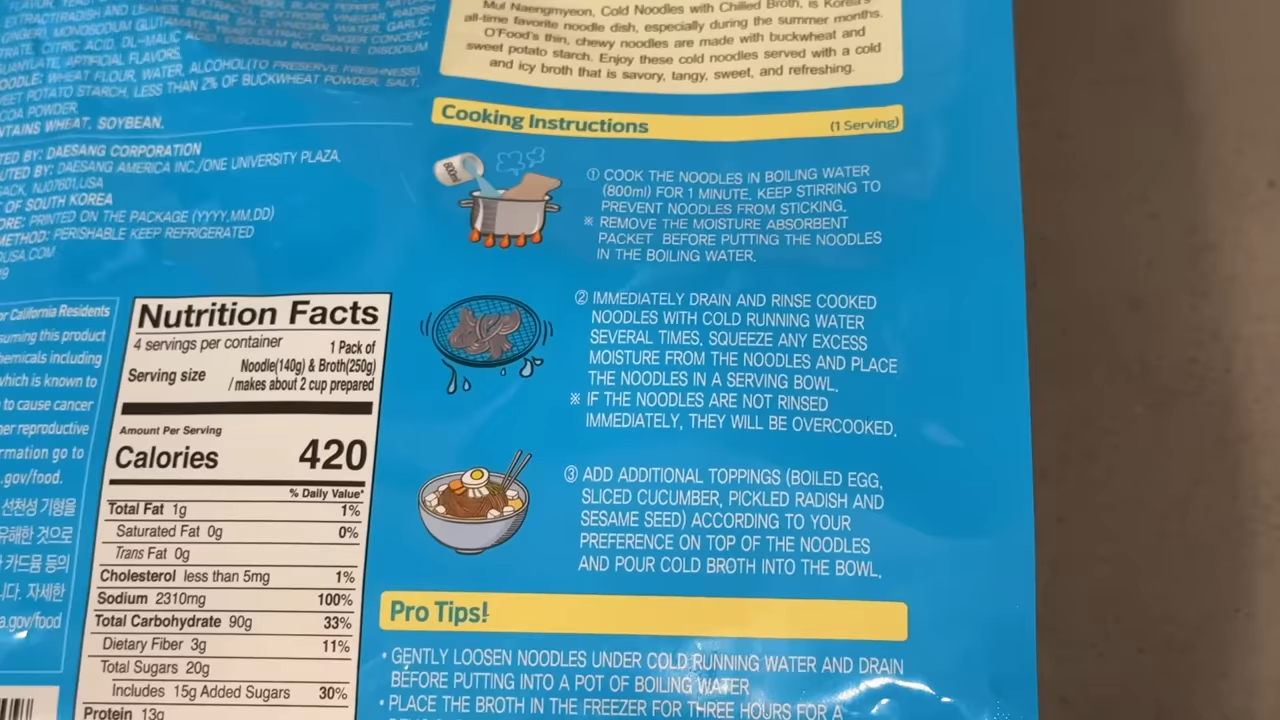 BLACK PEPPER,
EXTRACT(RADISH AND LEAVES, SUGAR, VINEGAR, RADISH
GINGER), MONOSODIUM GLUTAMATE, YEAST EXTRACT, GINGER CONCEN-
WATER, GARLIC,
TRATE, CITRIC ACID, DL-MALIC ACID, DISODIUM INOSINATE, DISODIUM
GUANYLATE, ARTIFICIAL FLAVORS.
OODLE: WHEAT FLOUR, WATER, ALCOHOL(TO PRESERVE FRESHNESS),
EET POTATO STARCH, LESS THAN 2% OF BUCKWHEAT POWDER, SALT,
COA POWDER.
NTAINS WHEAT, SOYBEAN.
TED BY: DAESANG CORPORATION
UTED BY: DAESANG AMERICA INC./ONE UNIVERSITY PLAZA,
SACK, NJ07601,USA
OF SOUTH KOREA
ORE: PRINTED ON THE PACKAGE (YYYY.MM.DD)
METHOD: PERISHABLE KEEP REFRIGERATED
USA.COM
9
or California Residents
suming this product
hemicals including
which is known to
to cause cancer
er reproductive
rmation go to
.gov/food.
선천성 기형을
유해한 것으로
카드뮴 등의
니다. 자세한
a.gov/food
Nutrition Facts
4 servings per container
Serving size
1 Pack of
Noodle(140g) & Broth(250g)
/ makes about 2 cup prepared
Amount Per Serving
Calories 420
% Daily Value*
Total Fat 1g 1%
Saturated Fat 0g 0%
Trans Fat 0g
Cholesterol less than 5mg 1%
Sodium 2310mg 100%
Total Carbohydrate 90g 33%
Dietary Fiber 3g 11%
Total Sugars 20g
Includes 15g Added Sugars 30%
Protein 13g
Mul Naengmyeon, Cold Noodles with Chilled Broth, is Korea's
all-time favorite noodle dish, especially during the summer months.
O'Food's thin, chewy noodles are made with buckwheat and
sweet potato starch. Enjoy these cold noodles served with a cold
and icy broth that is savory, tangy, sweet, and refreshing.
Cooking Instructions (1 Serving)
800ml
① COOK THE NOODLES IN BOILING WATER
(800ml) FOR 1 MINUTE, KEEP STIRRING TO
PREVENT NOODLES FROM STICKING.
※ REMOVE THE MOISTURE ABSORBENT
PACKET BEFORE PUTTING THE NOODLES
IN THE BOILING WATER.
② IMMEDIATELY DRAIN AND RINSE COOKED
NOODLES WITH COLD RUNNING WATER
SEVERAL TIMES, SQUEEZE ANY EXCESS
MOISTURE FROM THE NOODLES AND PLACE
THE NOODLES IN A SERVING BOWL.
※ IF THE NOODLES ARE NOT RINSED
IMMEDIATELY, THEY WILL BE OVERCOOKED.
③ ADD ADDITIONAL TOPPINGS (BOILED EGG,
SLICED CUCUMBER, PICKLED RADISH AND
SESAME SEED) ACCORDING TO YOUR
PREFERENCE ON TOP OF THE NOODLES
AND POUR COLD BROTH INTO THE BOWL.
Pro Tips!
• GENTLY LOOSEN NOODLES UNDER COLD RUNNING WATER AND DRAIN
BEFORE PUTTING INTO A POT OF BOILING WATER
• PLACE THE BROTH IN THE FREEZER FOR THREE HOURS FOR A